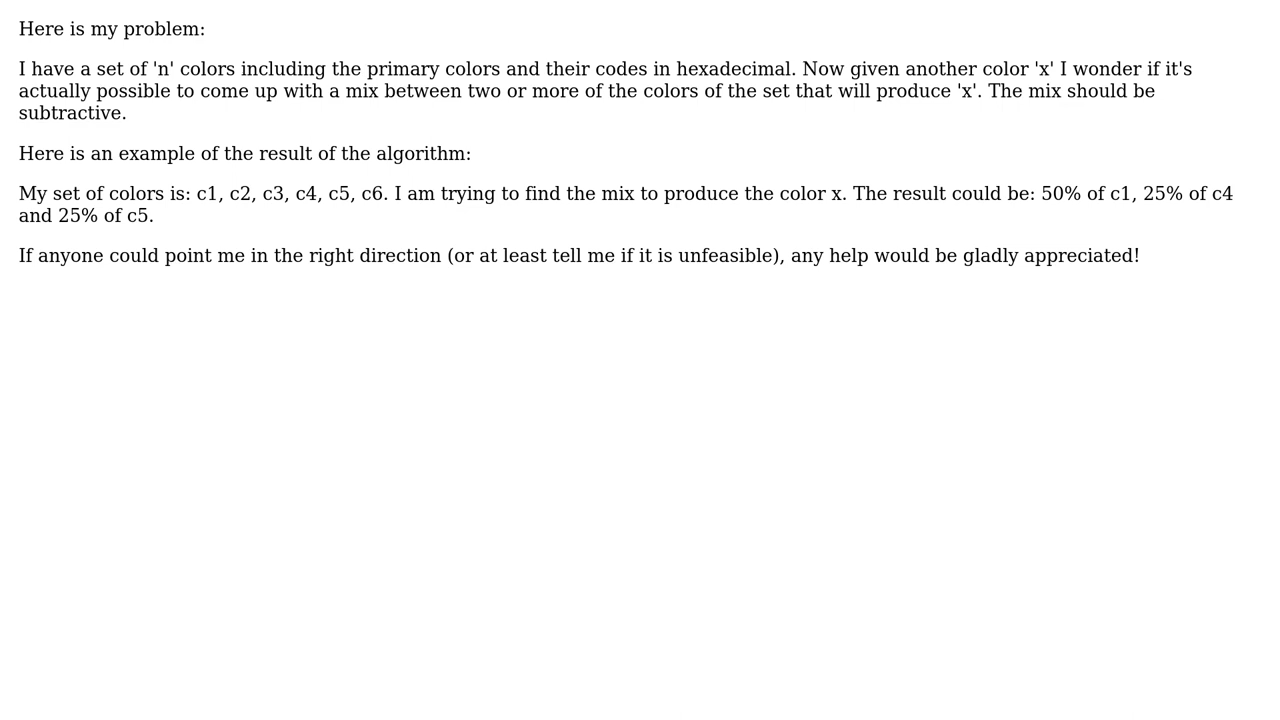 Here is my problem:
I have a set of 'n' colors including the primary colors and their codes in hexadecimal. Now given another color 'x' I wonder if it's
actually possible to come up with a mix between two or more of the colors of the set that will produce 'x'. The mix should be
subtractive.
Here is an example of the result of the algorithm:
My set of colors is: c1, c2, c3, c4, c5, c6. I am trying to find the mix to produce the color x. The result could be: 50% of c1, 25% of c4
and 25% of c5.
If anyone could point me in the right direction (or at least tell me if it is unfeasible), any help would be gladly appreciated!